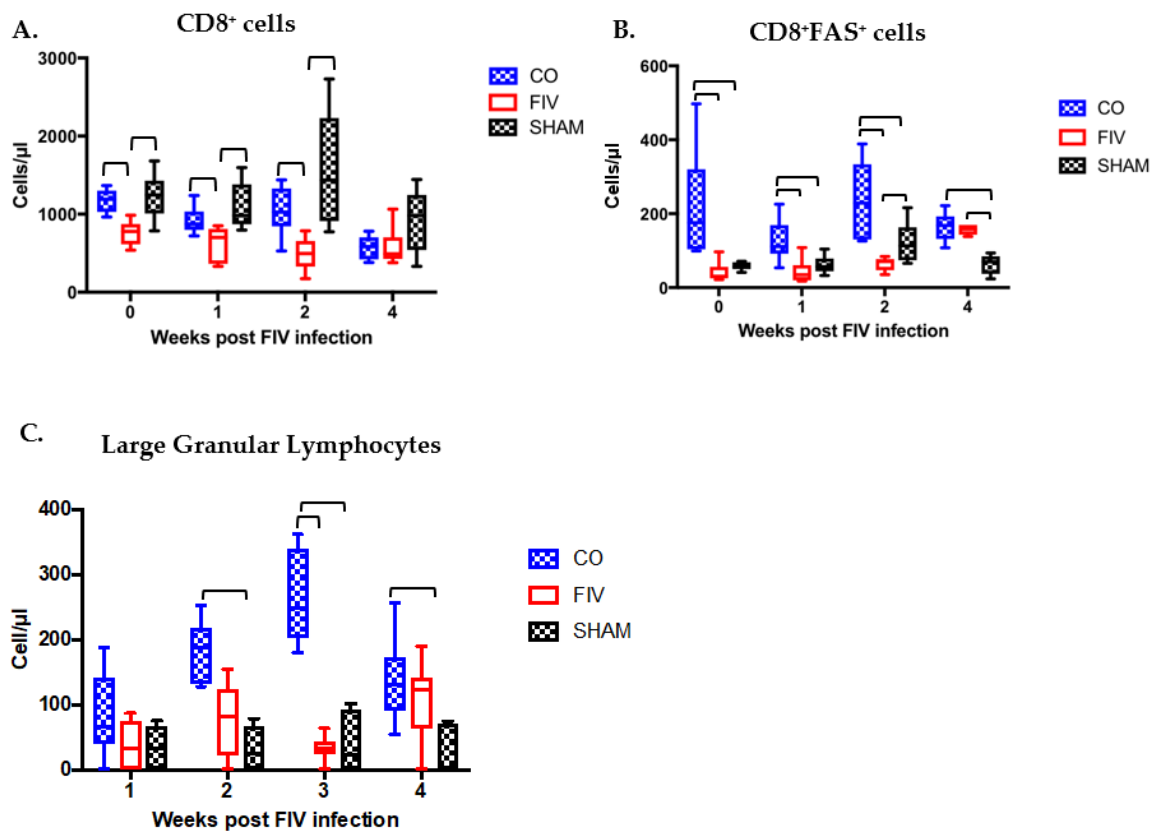 A.
CD8⁺ cells
3000
2000
1000
0
Cells/µl
0 1 2 4
Weeks post FIV infection
CO
FIV
SHAM
B.
CD8⁺FAS⁺ cells
600
400
200
0
Cells/µl
0 1 2 4
Weeks post FIV infection
CO
FIV
SHAM
C.
Large Granular Lymphocytes
400
300
200
100
0
Cell/µl
1 2 3 4
Weeks post FIV infection
CO
FIV
SHAM